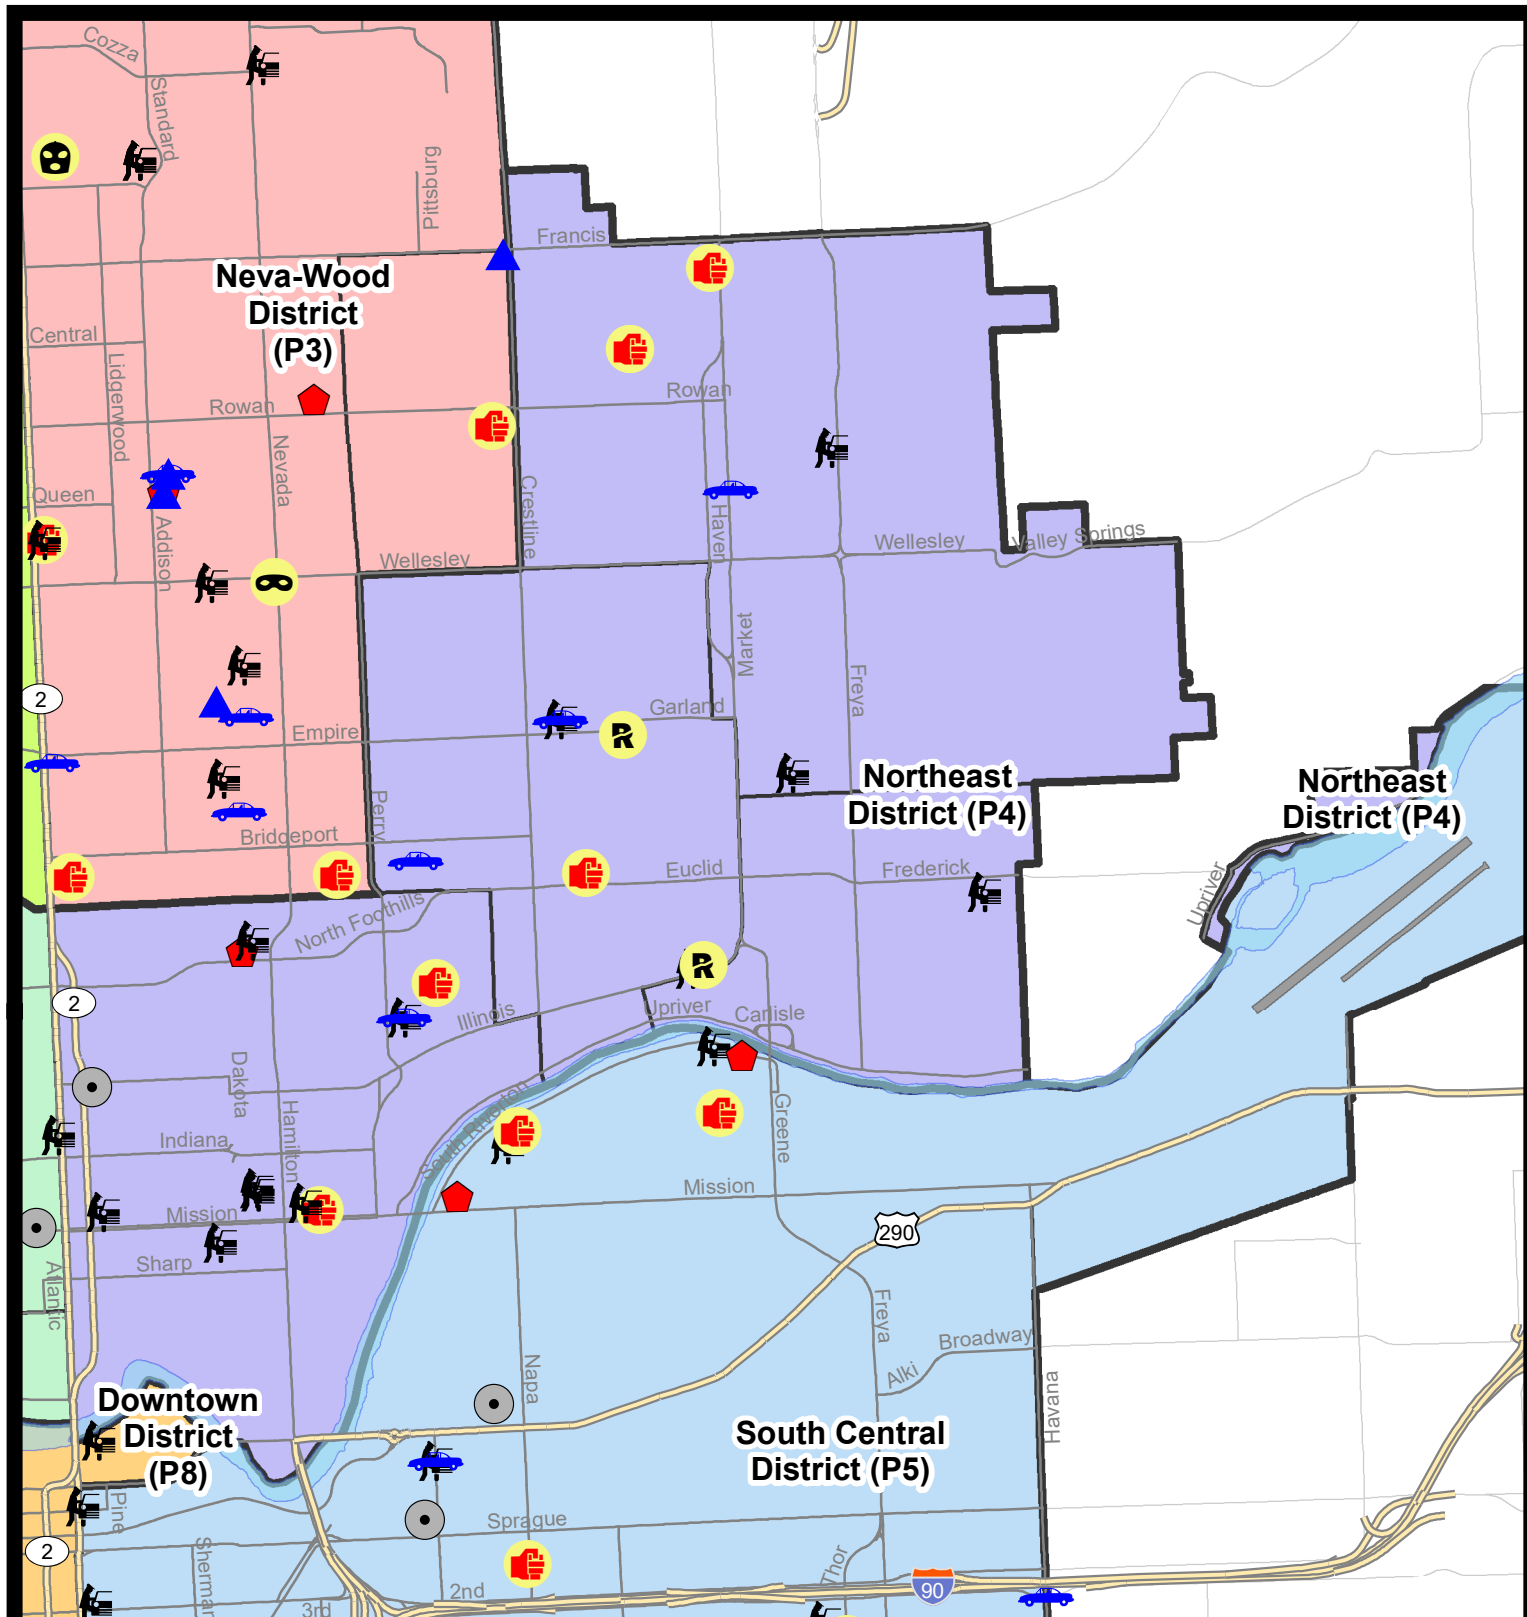 Cozza
Standard
Pittsburg
Francis
Neva-Wood
District
(P3)
Central
Lidgerwood
Rowan
Rowan
Nevada
Queen
Addison
Crestline
Haven
Wellesley
Wellesley
Valley Springs
2
Market
Freya
Garland
Empire
Perry
Northeast
District (P4)
Northeast
District (P4)
Bridgeport
Euclid
Frederick
Upriver
North Foothills
R
R
2
Illinois
Upriver
Carlisle
Dakota
Hamilton
South Riverton
Greene
Indiana
Mission
Mission
290
Sharp
Atlantic
Freya
Broadway
Alki
Napa
Havana
Downtown
District
(P8)
South Central
District (P5)
Pine
Sprague
2
Sherman
Thor
2nd
90
3rd